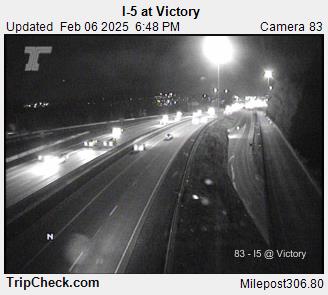 I-5 at Victory
Updated  Feb 06 2025  6:48 PM
Camera 83
T
N
83 - I5 @ Victory
TripCheck.com
Milepost306.80